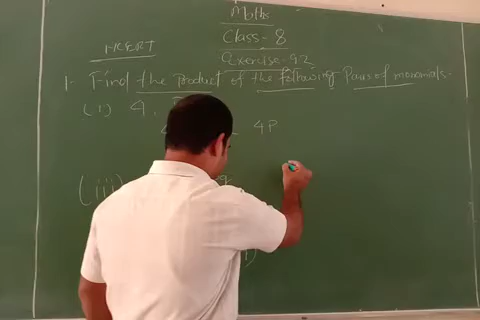 Maths
Class - 8
NCERT
Exercise - 9.2
1. Find the Product of the following Pairs of monomials.
(i) 4,
4P
(iii)